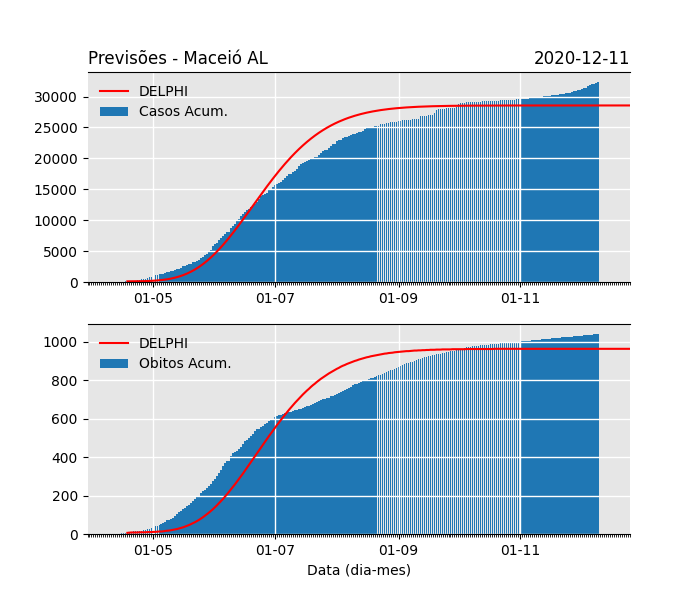 Previsões - Maceió AL 2020-12-11
DELPHI
Casos Acum.
30000
25000
20000
15000
10000
5000
0
01-05 01-07 01-09 01-11
DELPHI
Obitos Acum.
1000
800
600
400
200
0
01-05 01-07 01-09 01-11
Data (dia-mes)